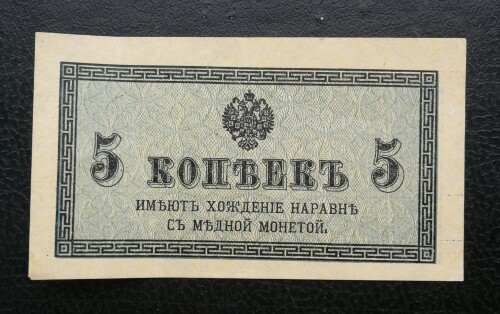 5 КОПѢЕКЪ 5
ИМѢЮТЪ ХОЖДЕНІЕ НАРАВНѢ
СЪ МѢДНОЙ МОНЕТОЙ.